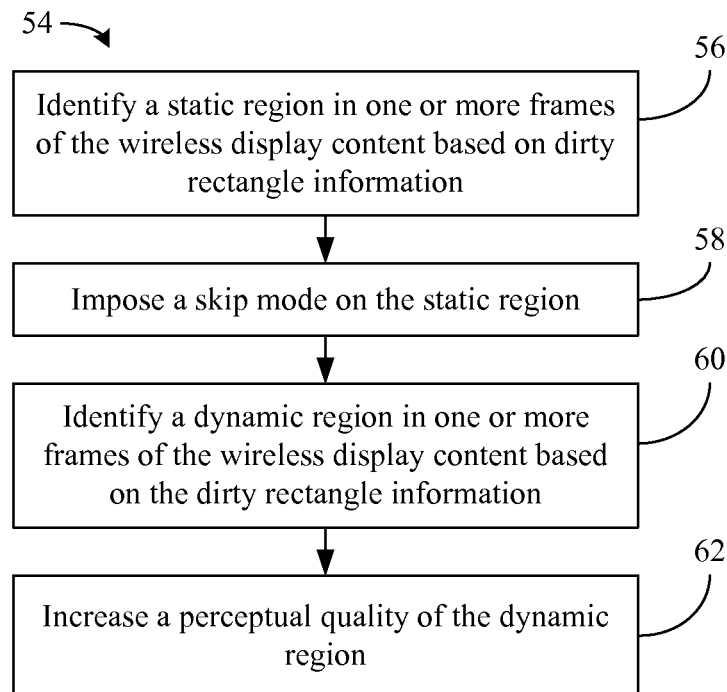 54
56
Identify a static region in one or more frames
of the wireless display content based on dirty
rectangle information
58
Impose a skip mode on the static region
60
Identify a dynamic region in one or more
frames of the wireless display content based
on the dirty rectangle information
62
Increase a perceptual quality of the dynamic
region